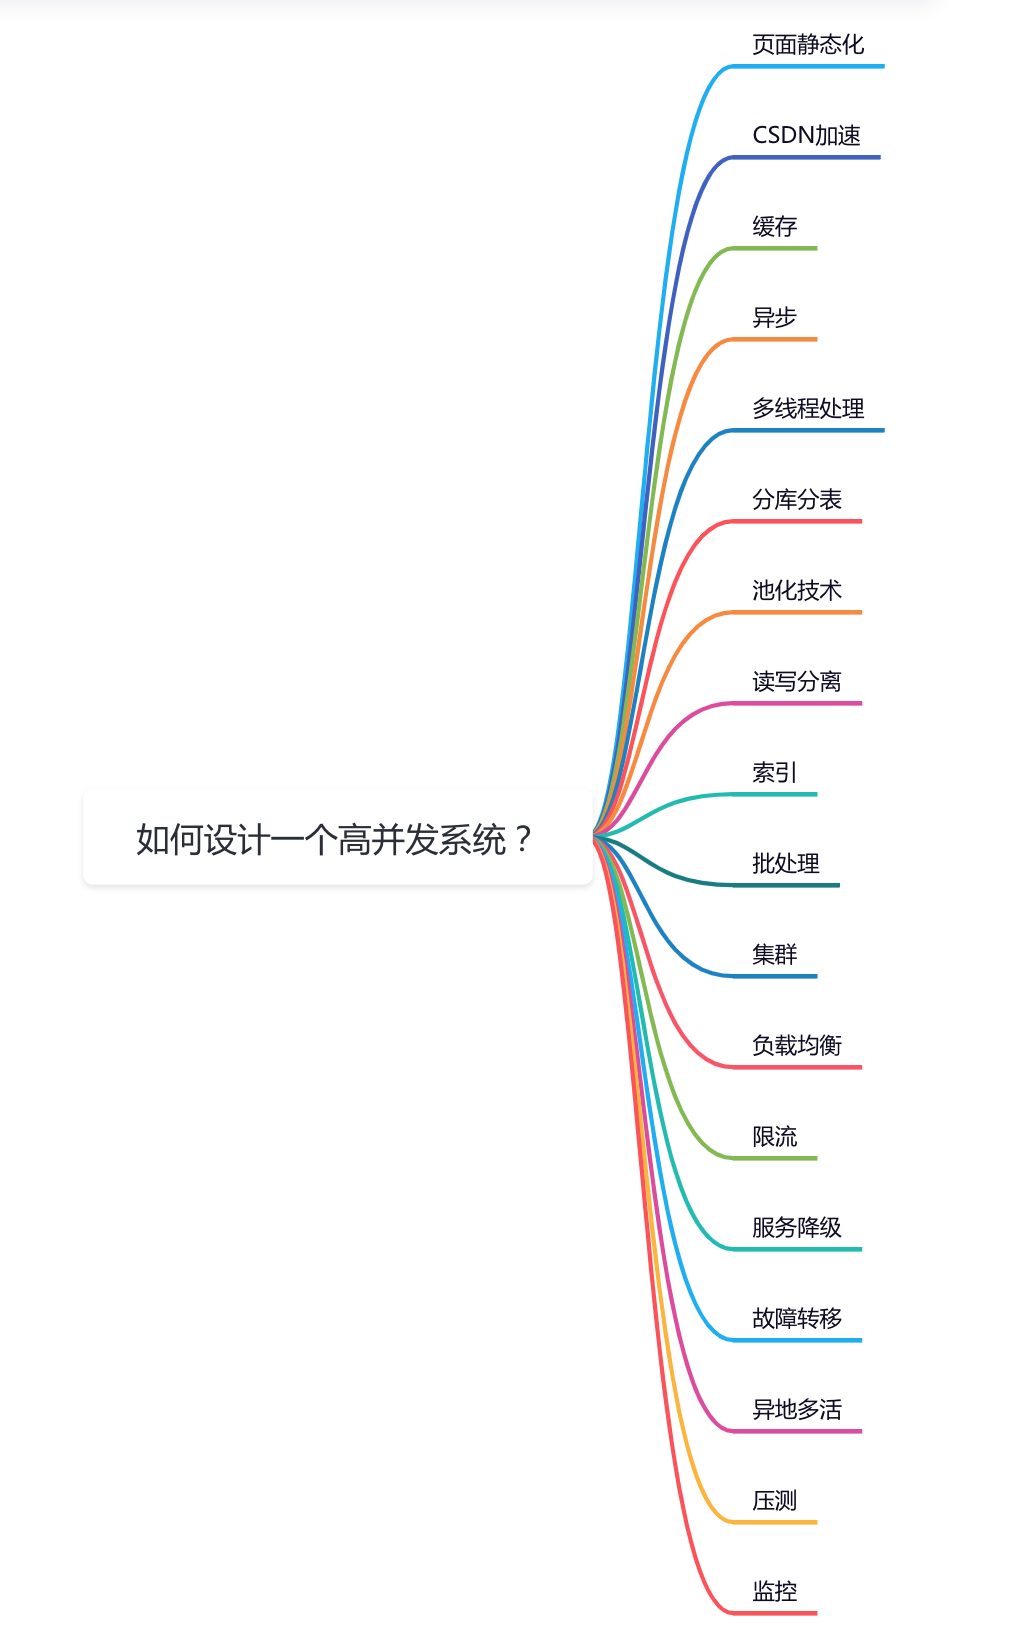 如何设计一个高并发系统？
页面静态化
CSDN加速
缓存
异步
多线程处理
分库分表
池化技术
读写分离
索引
批处理
集群
负载均衡
限流
服务降级
故障转移
异地多活
压测
监控